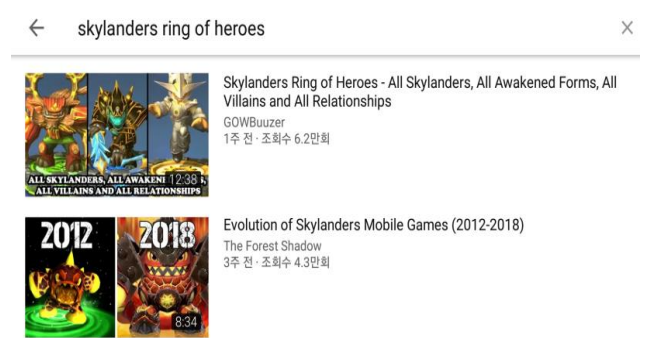 skylanders ring of heroes
Skylanders Ring of Heroes - All Skylanders, All Awakened Forms, All
Villains and All Relationships
GOWBuuzer
1주 전 · 조회수 6.2만회
ALL SKYLANDERS, ALL AWAKENI
12:38
ALL VILLAINS AND ALL RELATIONSHIPS
Evolution of Skylanders Mobile Games (2012-2018)
The Forest Shadow
3주 전 · 조회수 4.3만회
2012
2018
8:34